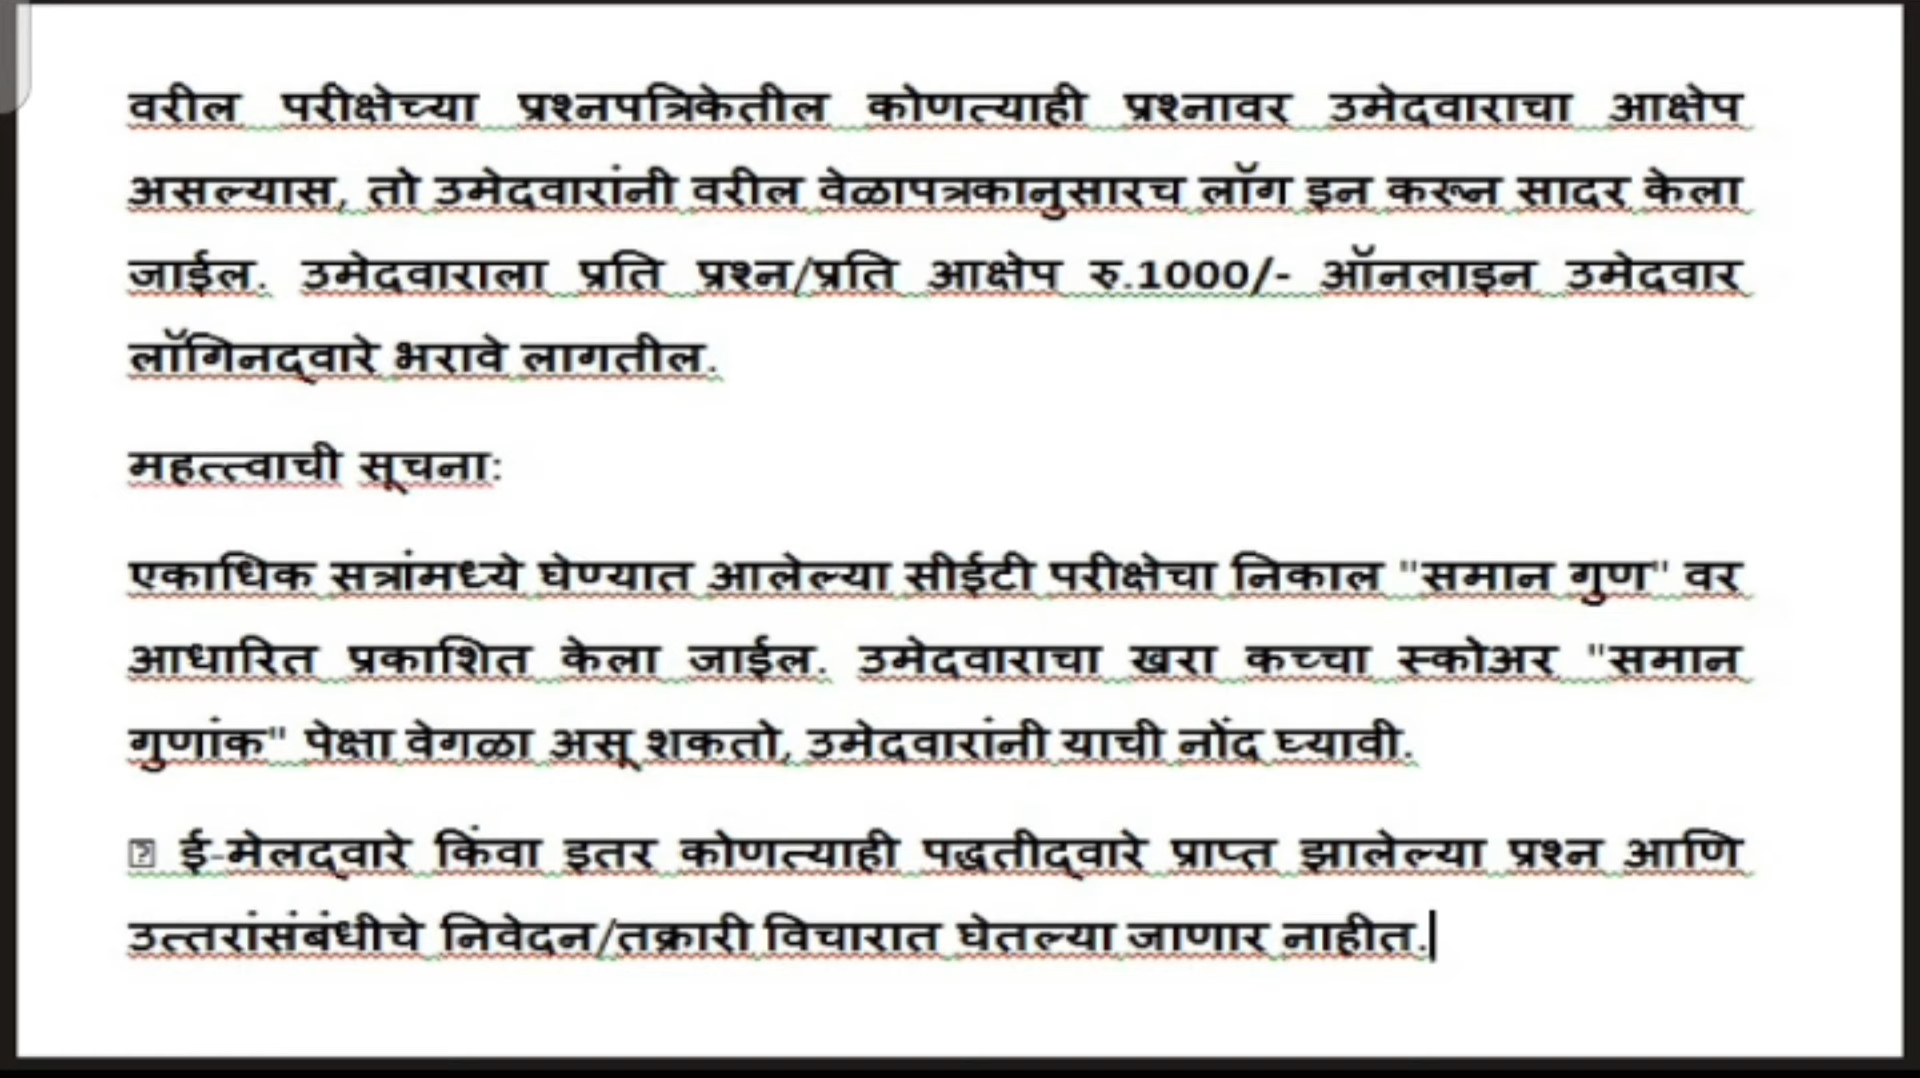 वरील परीक्षेच्या प्रश्नपत्रिकेतील कोणत्याही प्रश्नावर उमेदवाराचा आक्षेप
असल्यास, तो उमेदवारांनी वरील वेळापत्रकानुसारच लॉग इन करून सादर केला
जाईल. उमेदवाराला प्रति प्रश्न/प्रति आक्षेप रु.1000/- ऑनलाइन उमेदवार
लॉगिनद्वारे भरावे लागतील.
महत्त्वाची सूचना:
एकाधिक सत्रांमध्ये घेण्यात आलेल्या सीईटी परीक्षेचा निकाल "समान गुण" वर
आधारित प्रकाशित केला जाईल. उमेदवाराचा खरा कच्चा स्कोअर "समान
गुणांक" पेक्षा वेगळा असू शकतो, उमेदवारांनी याची नोंद घ्यावी.
ई-मेलद्वारे किंवा इतर कोणत्याही पद्धतीद्वारे प्राप्त झालेल्या प्रश्न आणि
उत्तरांसंबंधीचे निवेदन/तक्रारी विचारात घेतल्या जाणार नाहीत.